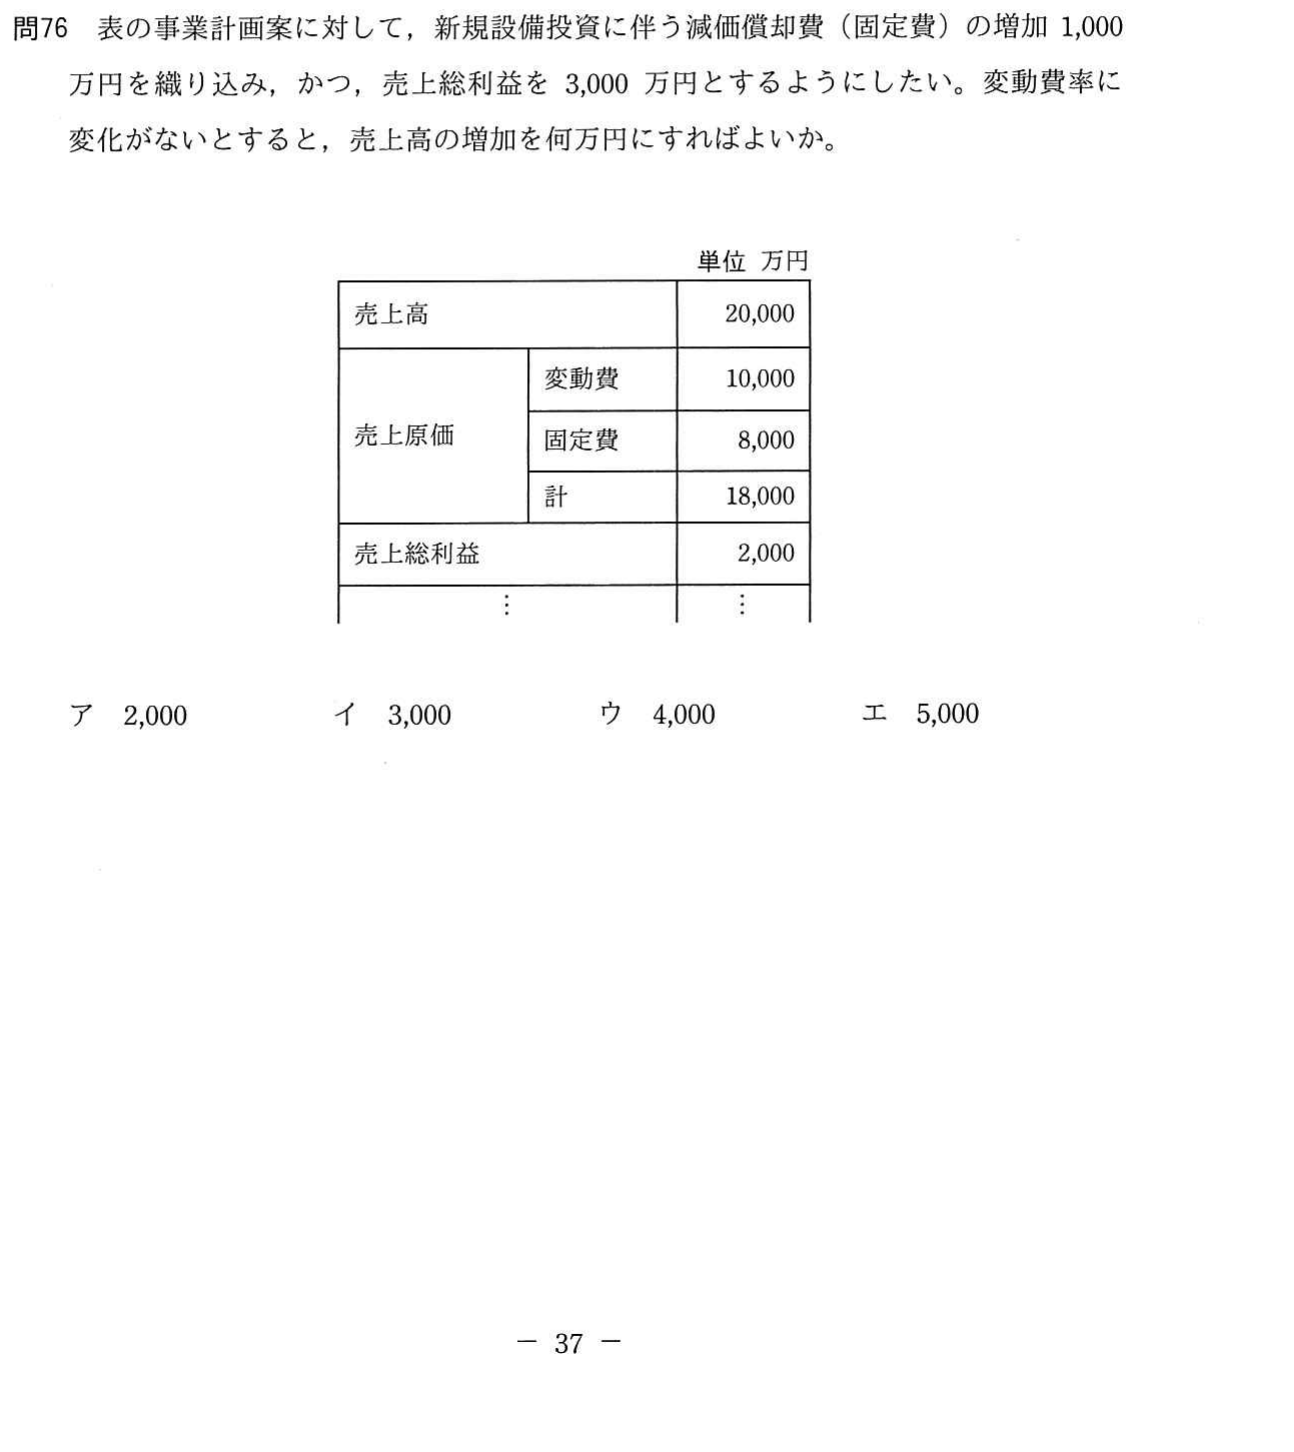 問76 表の事業計画案に対して，新規設備投資に伴う減価償却費（固定費）の増加 1,000
万円を織り込み，かつ，売上総利益を 3,000 万円とするようにしたい。変動費率に
変化がないとすると，売上高の増加を何万円にすればよいか。
単位 万円
売上高 20,000
変動費 10,000
売上原価 固定費 8,000
計 18,000
売上総利益 2,000
⋮ ⋮
ア 2,000 イ 3,000 ウ 4,000 エ 5,000
－ 37 －